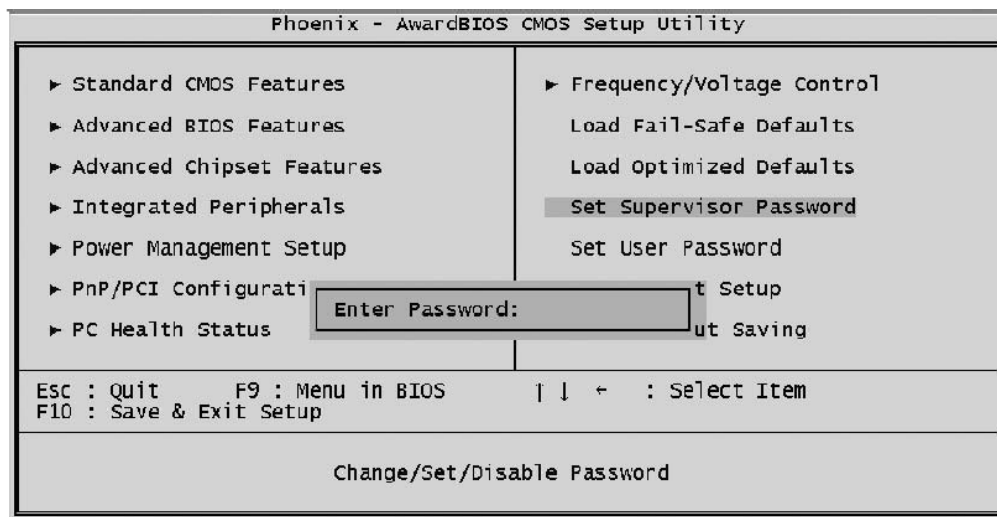 Phoenix - AwardBIOS CMOS Setup Utility
► Standard CMOS Features
► Advanced BIOS Features
► Advanced Chipset Features
► Integrated Peripherals
► Power Management Setup
► PnP/PCI Configurati
► PC Health Status
► Frequency/Voltage Control
Load Fail-Safe Defaults
Load Optimized Defaults
Set Supervisor Password
Set User Password
t Setup
ut Saving
Enter Password:
Esc : Quit F9 : Menu in BIOS ↑ ↓ ← : Select Item
F10 : Save & Exit Setup
Change/Set/Disable Password